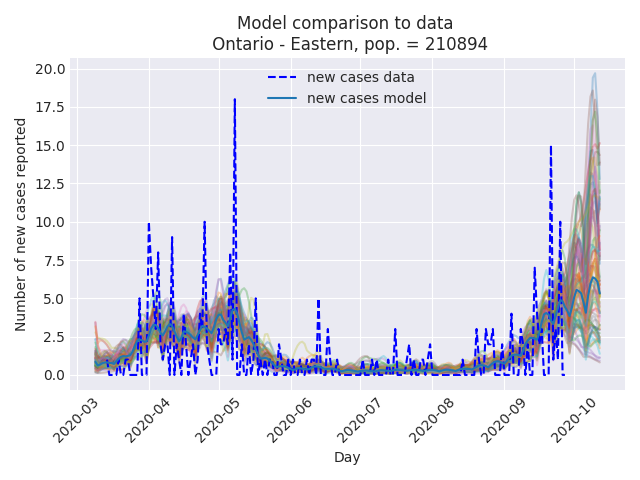 Model comparison to data
Ontario - Eastern, pop. = 210894
new cases data
new cases model
Number of new cases reported
20.0
17.5
15.0
12.5
10.0
7.5
5.0
2.5
0.0
2020-03
2020-04
2020-05
2020-06
2020-07
2020-08
2020-09
2020-10
Day